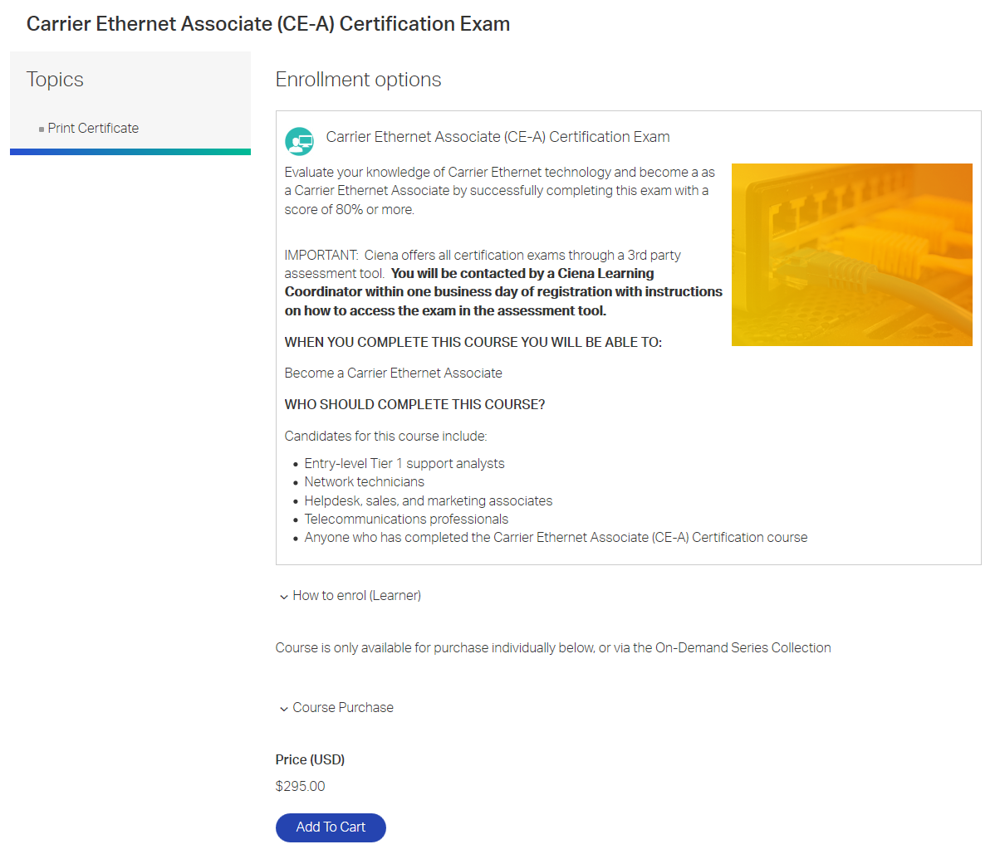 Carrier Ethernet Associate (CE-A) Certification Exam
Topics
Print Certificate
Enrollment options
Carrier Ethernet Associate (CE-A) Certification Exam
Evaluate your knowledge of Carrier Ethernet technology and become a as
a Carrier Ethernet Associate by successfully completing this exam with a
score of 80% or more.
IMPORTANT:  Ciena offers all certification exams through a 3rd party
assessment tool.  You will be contacted by a Ciena Learning
Coordinator within one business day of registration with instructions
on how to access the exam in the assessment tool.
WHEN YOU COMPLETE THIS COURSE YOU WILL BE ABLE TO:
Become a Carrier Ethernet Associate
WHO SHOULD COMPLETE THIS COURSE?
Candidates for this course include:
• Entry-level Tier 1 support analysts
• Network technicians
• Helpdesk, sales, and marketing associates
• Telecommunications professionals
• Anyone who has completed the Carrier Ethernet Associate (CE-A) Certification course
How to enrol (Learner)
Course is only available for purchase individually below, or via the On-Demand Series Collection
Course Purchase
Price (USD)
$295.00
Add To Cart